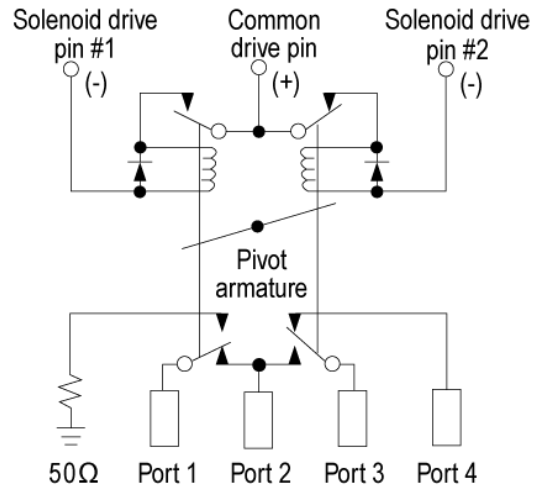 Solenoid drive
pin #1
(-)
Common
drive pin
(+)
Solenoid drive
pin #2
(-)
Pivot
armature
50Ω
Port 1
Port 2
Port 3
Port 4